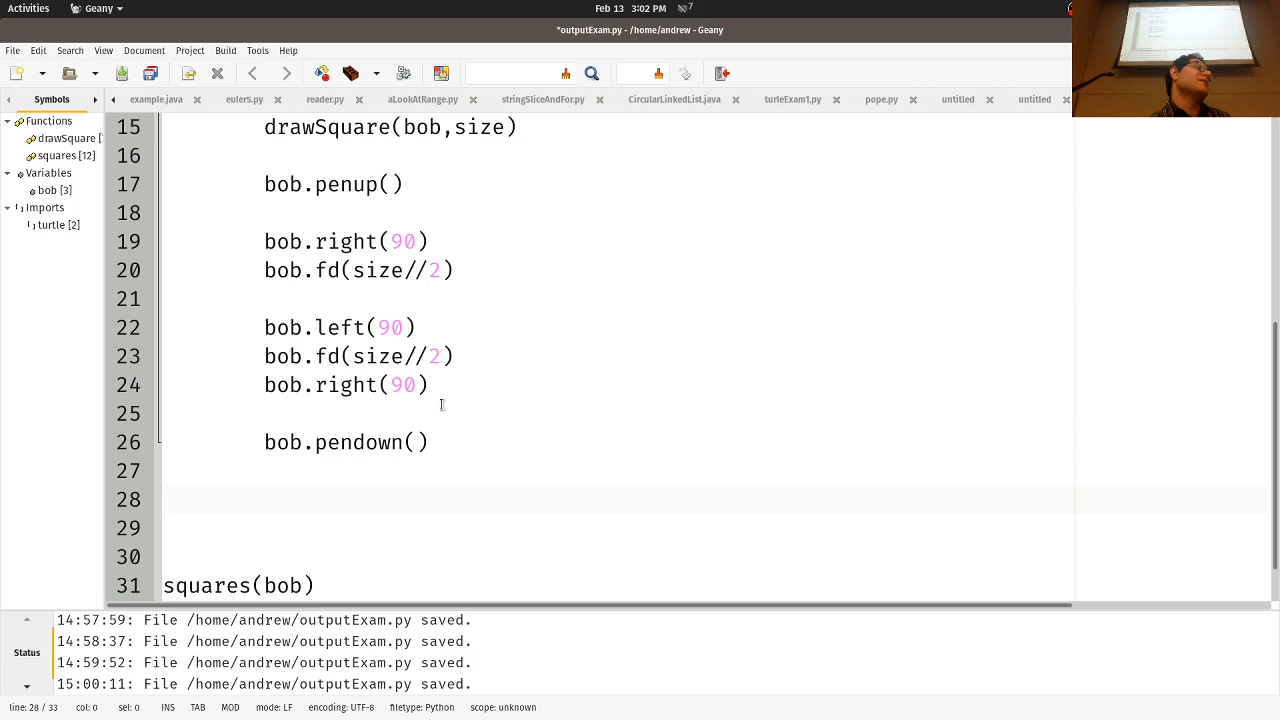 Activities Geany Feb 13 3:02 PM 7
*outputExam.py - /home/andrew - Geany
File Edit Search View Document Project Build Tools Help
Symbols example.java euler5.py reader.py aLookAtRange.py stringSliceAndFor.py CircularLinkedList.java turtleExam1.py pope.py untitled untitled
Functions
drawSquare [
squares [12]
Variables
bob [3]
Imports
turtle [2]
15 drawSquare(bob,size)
16
17 bob.penup()
18
19 bob.right(90)
20 bob.fd(size//2)
21
22 bob.left(90)
23 bob.fd(size//2)
24 bob.right(90)
25
26 bob.pendown()
27
28
29
30
31 squares(bob)
Status
14:57:59: File /home/andrew/outputExam.py saved.
14:58:37: File /home/andrew/outputExam.py saved.
14:59:52: File /home/andrew/outputExam.py saved.
15:00:11: File /home/andrew/outputExam.py saved.
line: 28 / 33 col: 0 sel: 0 INS TAB MOD mode: LF encoding: UTF-8 filetype: Python scope: unknown